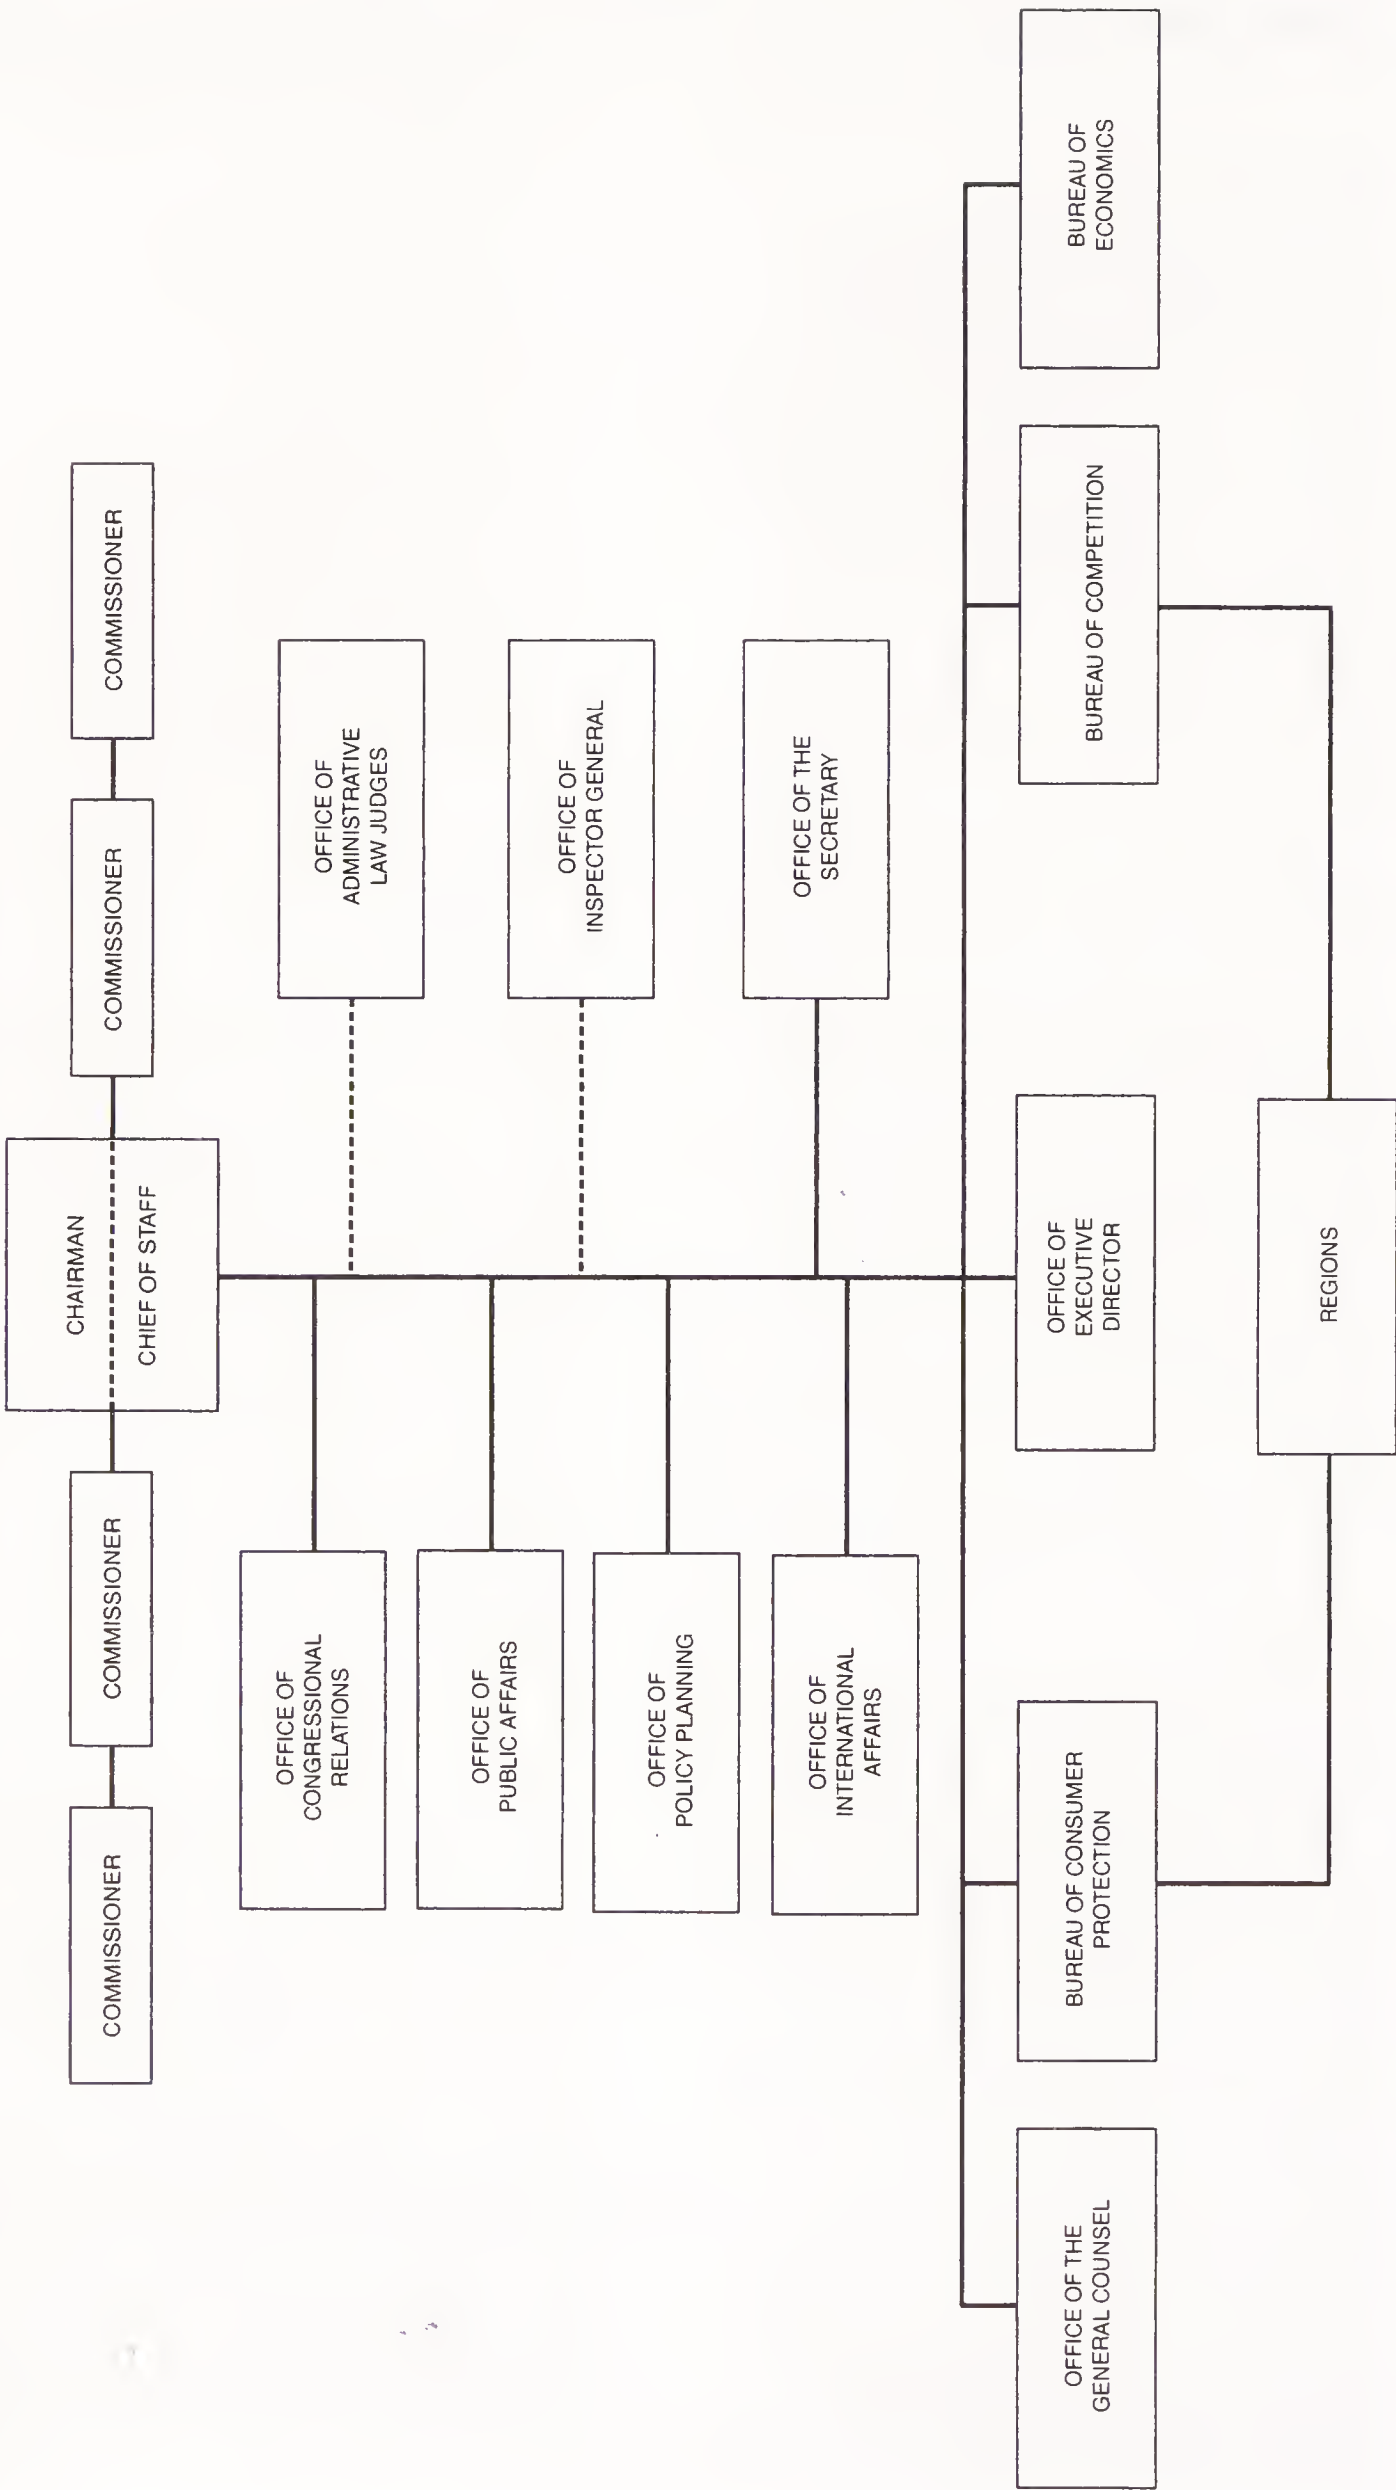 COMMISSIONER
COMMISSIONER
CHAIRMAN
CHIEF OF STAFF
COMMISSIONER
COMMISSIONER
OFFICE OF
CONGRESSIONAL
RELATIONS
OFFICE OF
ADMINISTRATIVE
LAW JUDGES
OFFICE OF
PUBLIC AFFAIRS
OFFICE OF
INSPECTOR GENERAL
OFFICE OF
POLICY PLANNING
OFFICE OF THE
SECRETARY
OFFICE OF
INTERNATIONAL
AFFAIRS
OFFICE OF THE
GENERAL COUNSEL
BUREAU OF CONSUMER
PROTECTION
OFFICE OF
EXECUTIVE
DIRECTOR
BUREAU OF COMPETITION
BUREAU OF
ECONOMICS
REGIONS